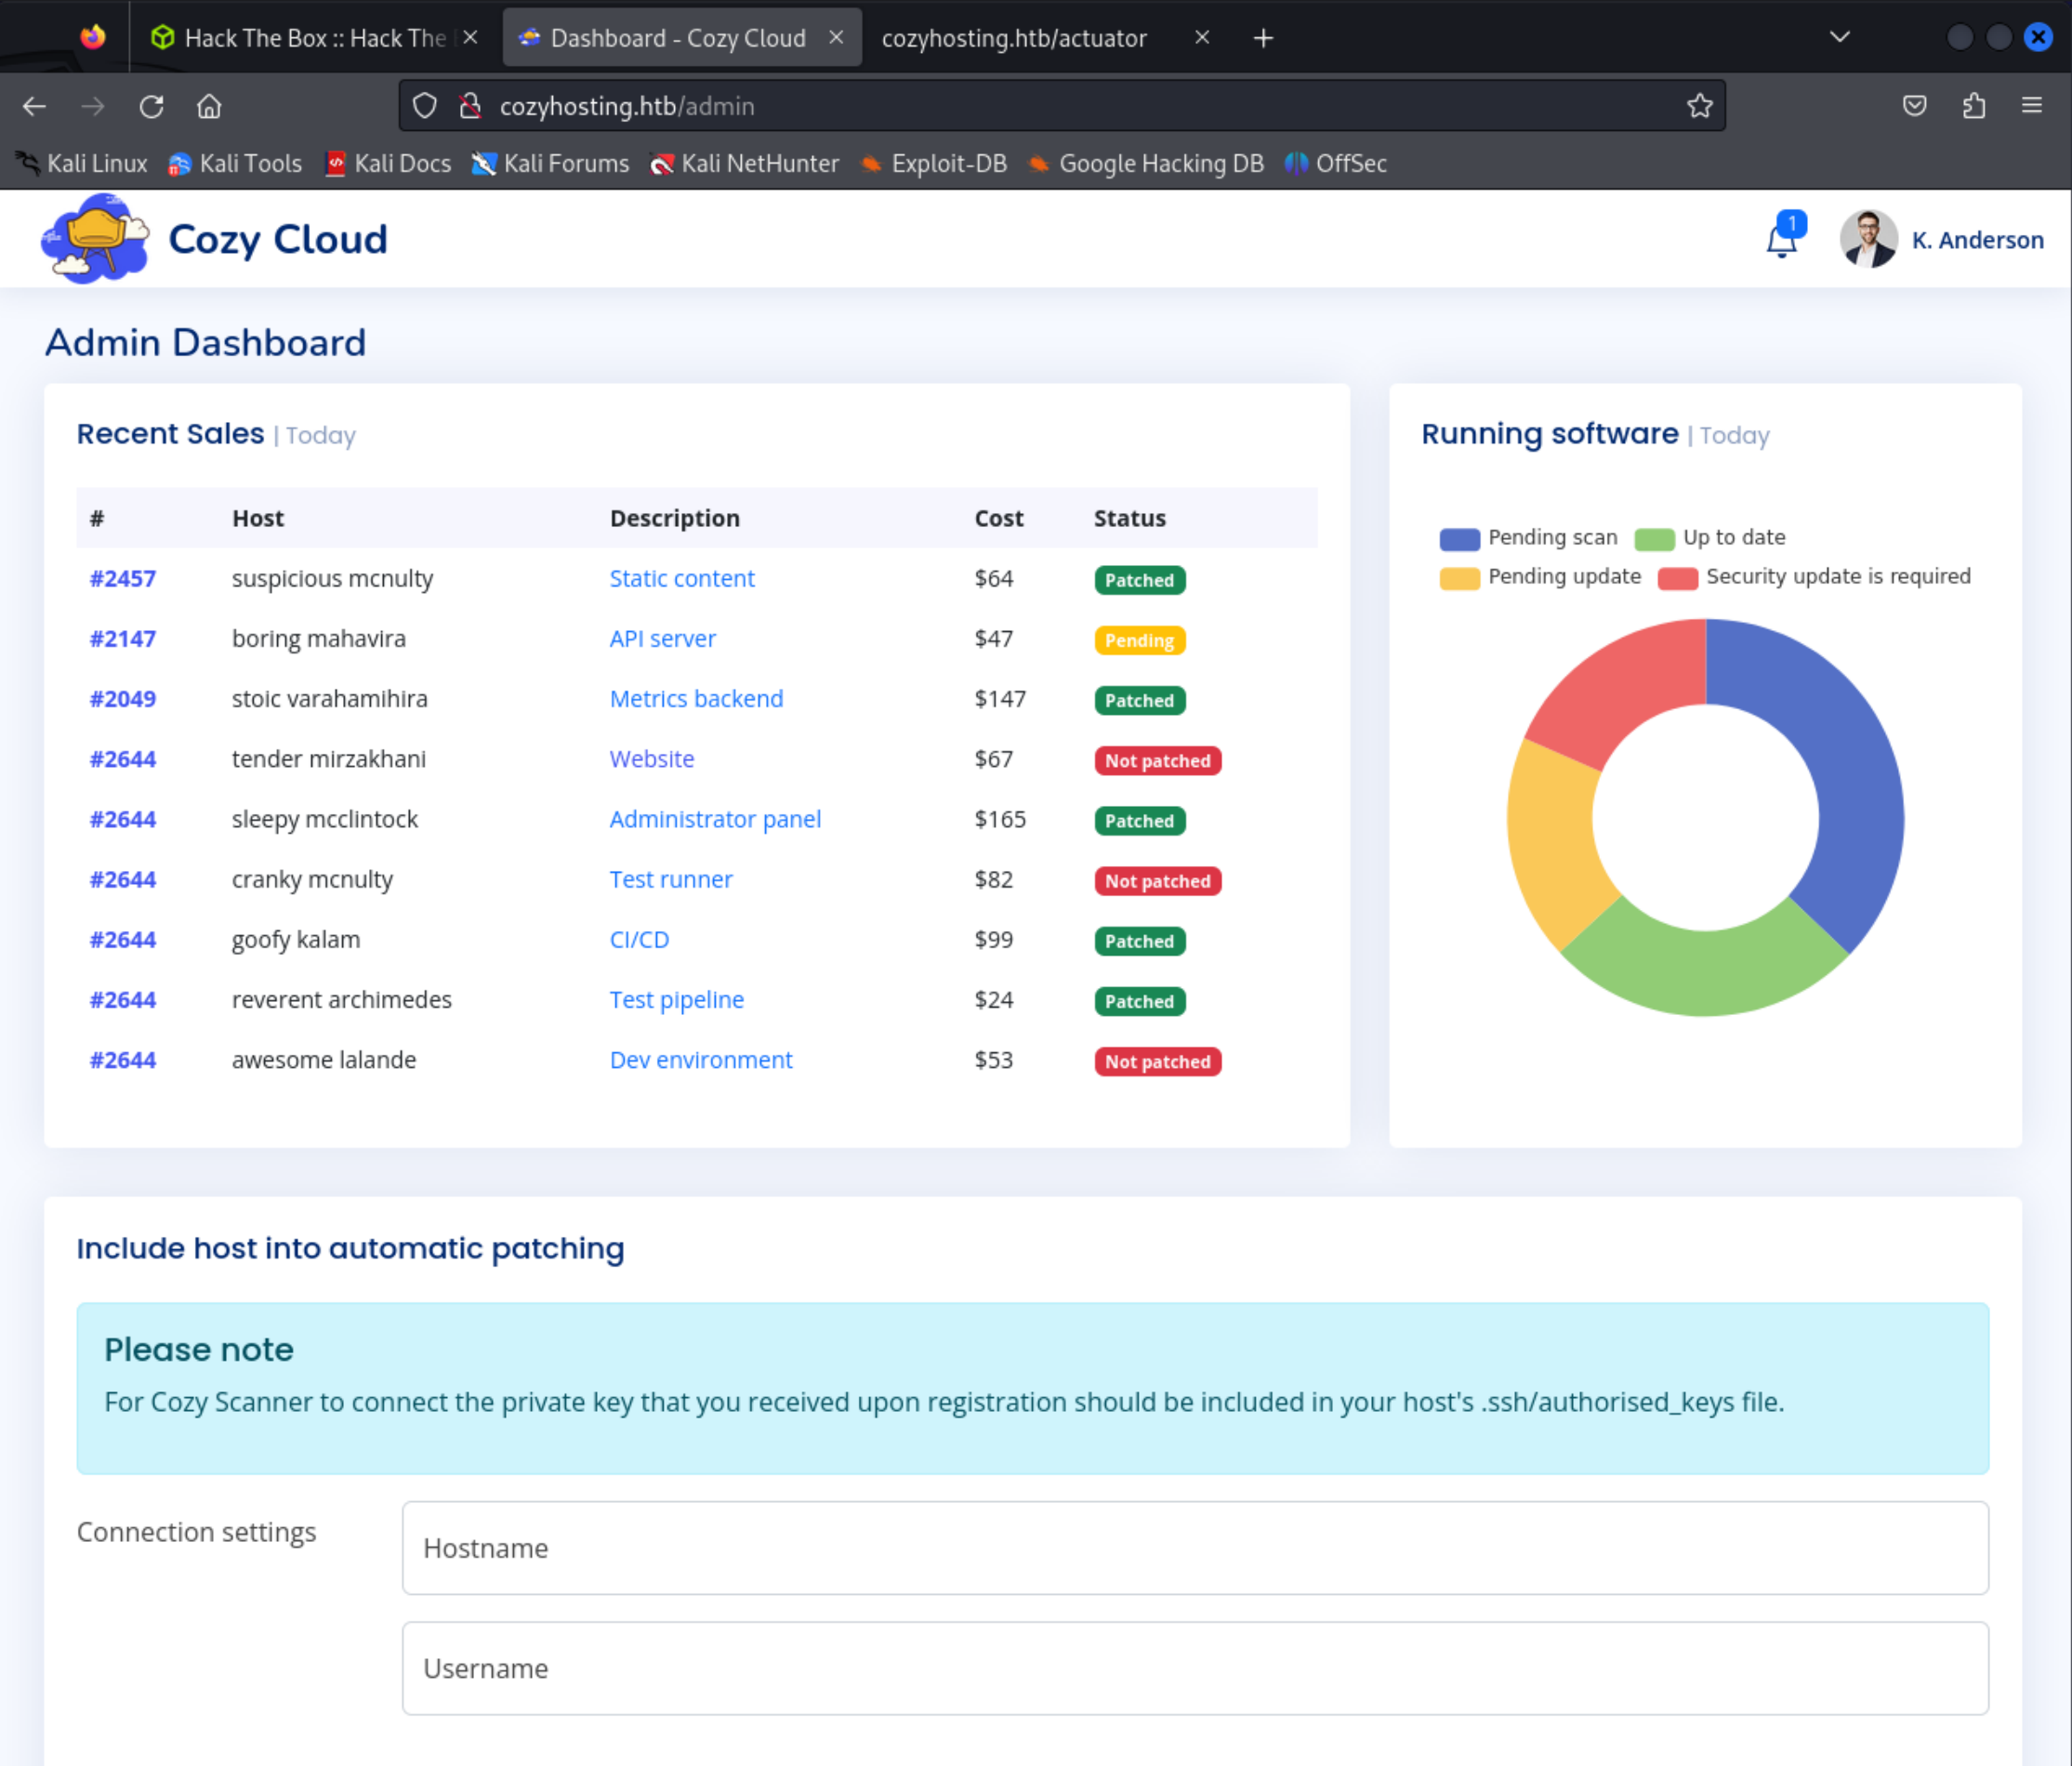 Hack The Box :: Hack The
Dashboard - Cozy Cloud
cozyhosting.htb/actuator
cozyhosting.htb/admin
Kali Linux Kali Tools Kali Docs Kali Forums Kali NetHunter Exploit-DB Google Hacking DB OffSec
Cozy Cloud
1
K. Anderson
Admin Dashboard
Recent Sales | Today
# Host Description Cost Status
#2457 suspicious mcnulty Static content $64 Patched
#2147 boring mahavira API server $47 Pending
#2049 stoic varahamihira Metrics backend $147 Patched
#2644 tender mirzakhani Website $67 Not patched
#2644 sleepy mcclintock Administrator panel $165 Patched
#2644 cranky mcnulty Test runner $82 Not patched
#2644 goofy kalam CI/CD $99 Patched
#2644 reverent archimedes Test pipeline $24 Patched
#2644 awesome lalande Dev environment $53 Not patched
Running software | Today
Pending scan Up to date
Pending update Security update is required
Include host into automatic patching
Please note
For Cozy Scanner to connect the private key that you received upon registration should be included in your host's .ssh/authorised_keys file.
Connection settings
Hostname
Username